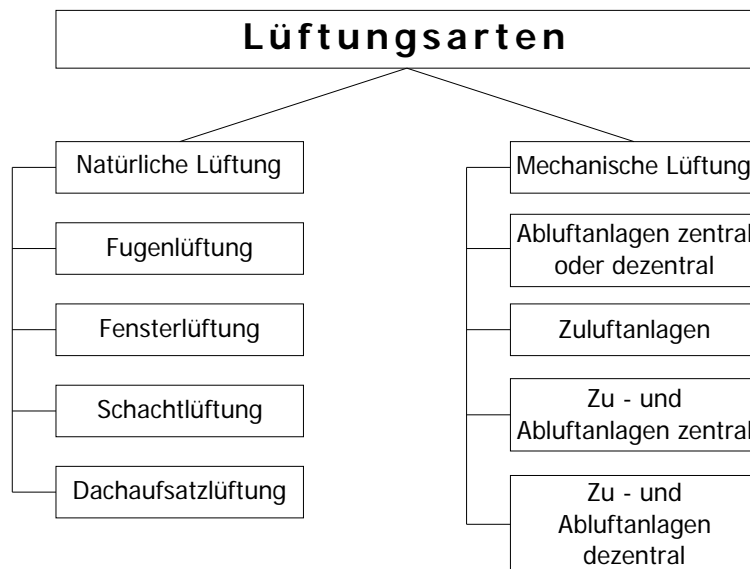 Lüftungsarten
Natürliche Lüftung
Fugenlüftung
Fensterlüftung
Schachtlüftung
Dachaufsatzlüftung
Mechanische Lüftung
Abluftanlagen zentral
oder dezentral
Zuluftanlagen
Zu - und
Abluftanlagen zentral
Zu - und
Abluftanlagen
dezentral